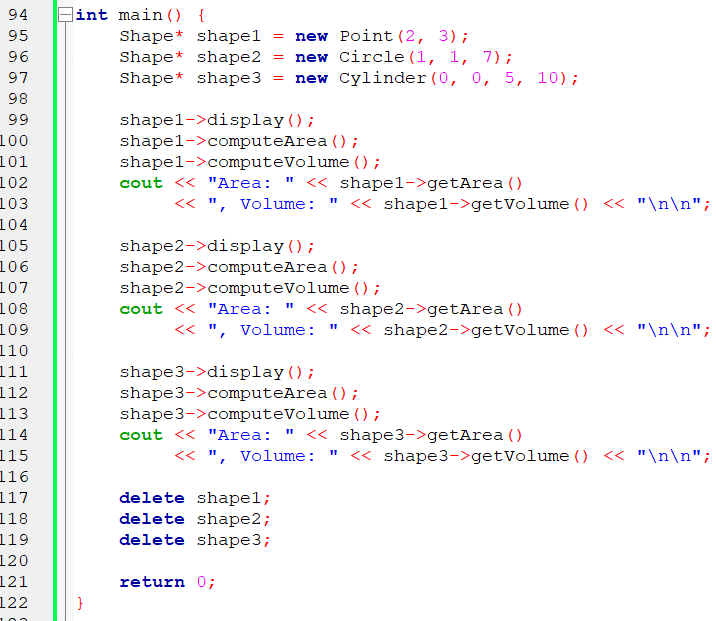 94 int main() {
95 Shape* shape1 = new Point(2, 3);
96 Shape* shape2 = new Circle(1, 1, 7);
97 Shape* shape3 = new Cylinder(0, 0, 5, 10);
98
99 shape1->display();
100 shape1->computeArea();
101 shape1->computeVolume();
102 cout << "Area: " << shape1->getArea()
103 << ", Volume: " << shape1->getVolume() << "\n\n";
104
105 shape2->display();
106 shape2->computeArea();
107 shape2->computeVolume();
108 cout << "Area: " << shape2->getArea()
109 << ", Volume: " << shape2->getVolume() << "\n\n";
110
111 shape3->display();
112 shape3->computeArea();
113 shape3->computeVolume();
114 cout << "Area: " << shape3->getArea()
115 << ", Volume: " << shape3->getVolume() << "\n\n";
116
117 delete shape1;
118 delete shape2;
119 delete shape3;
120
121 return 0;
122 }